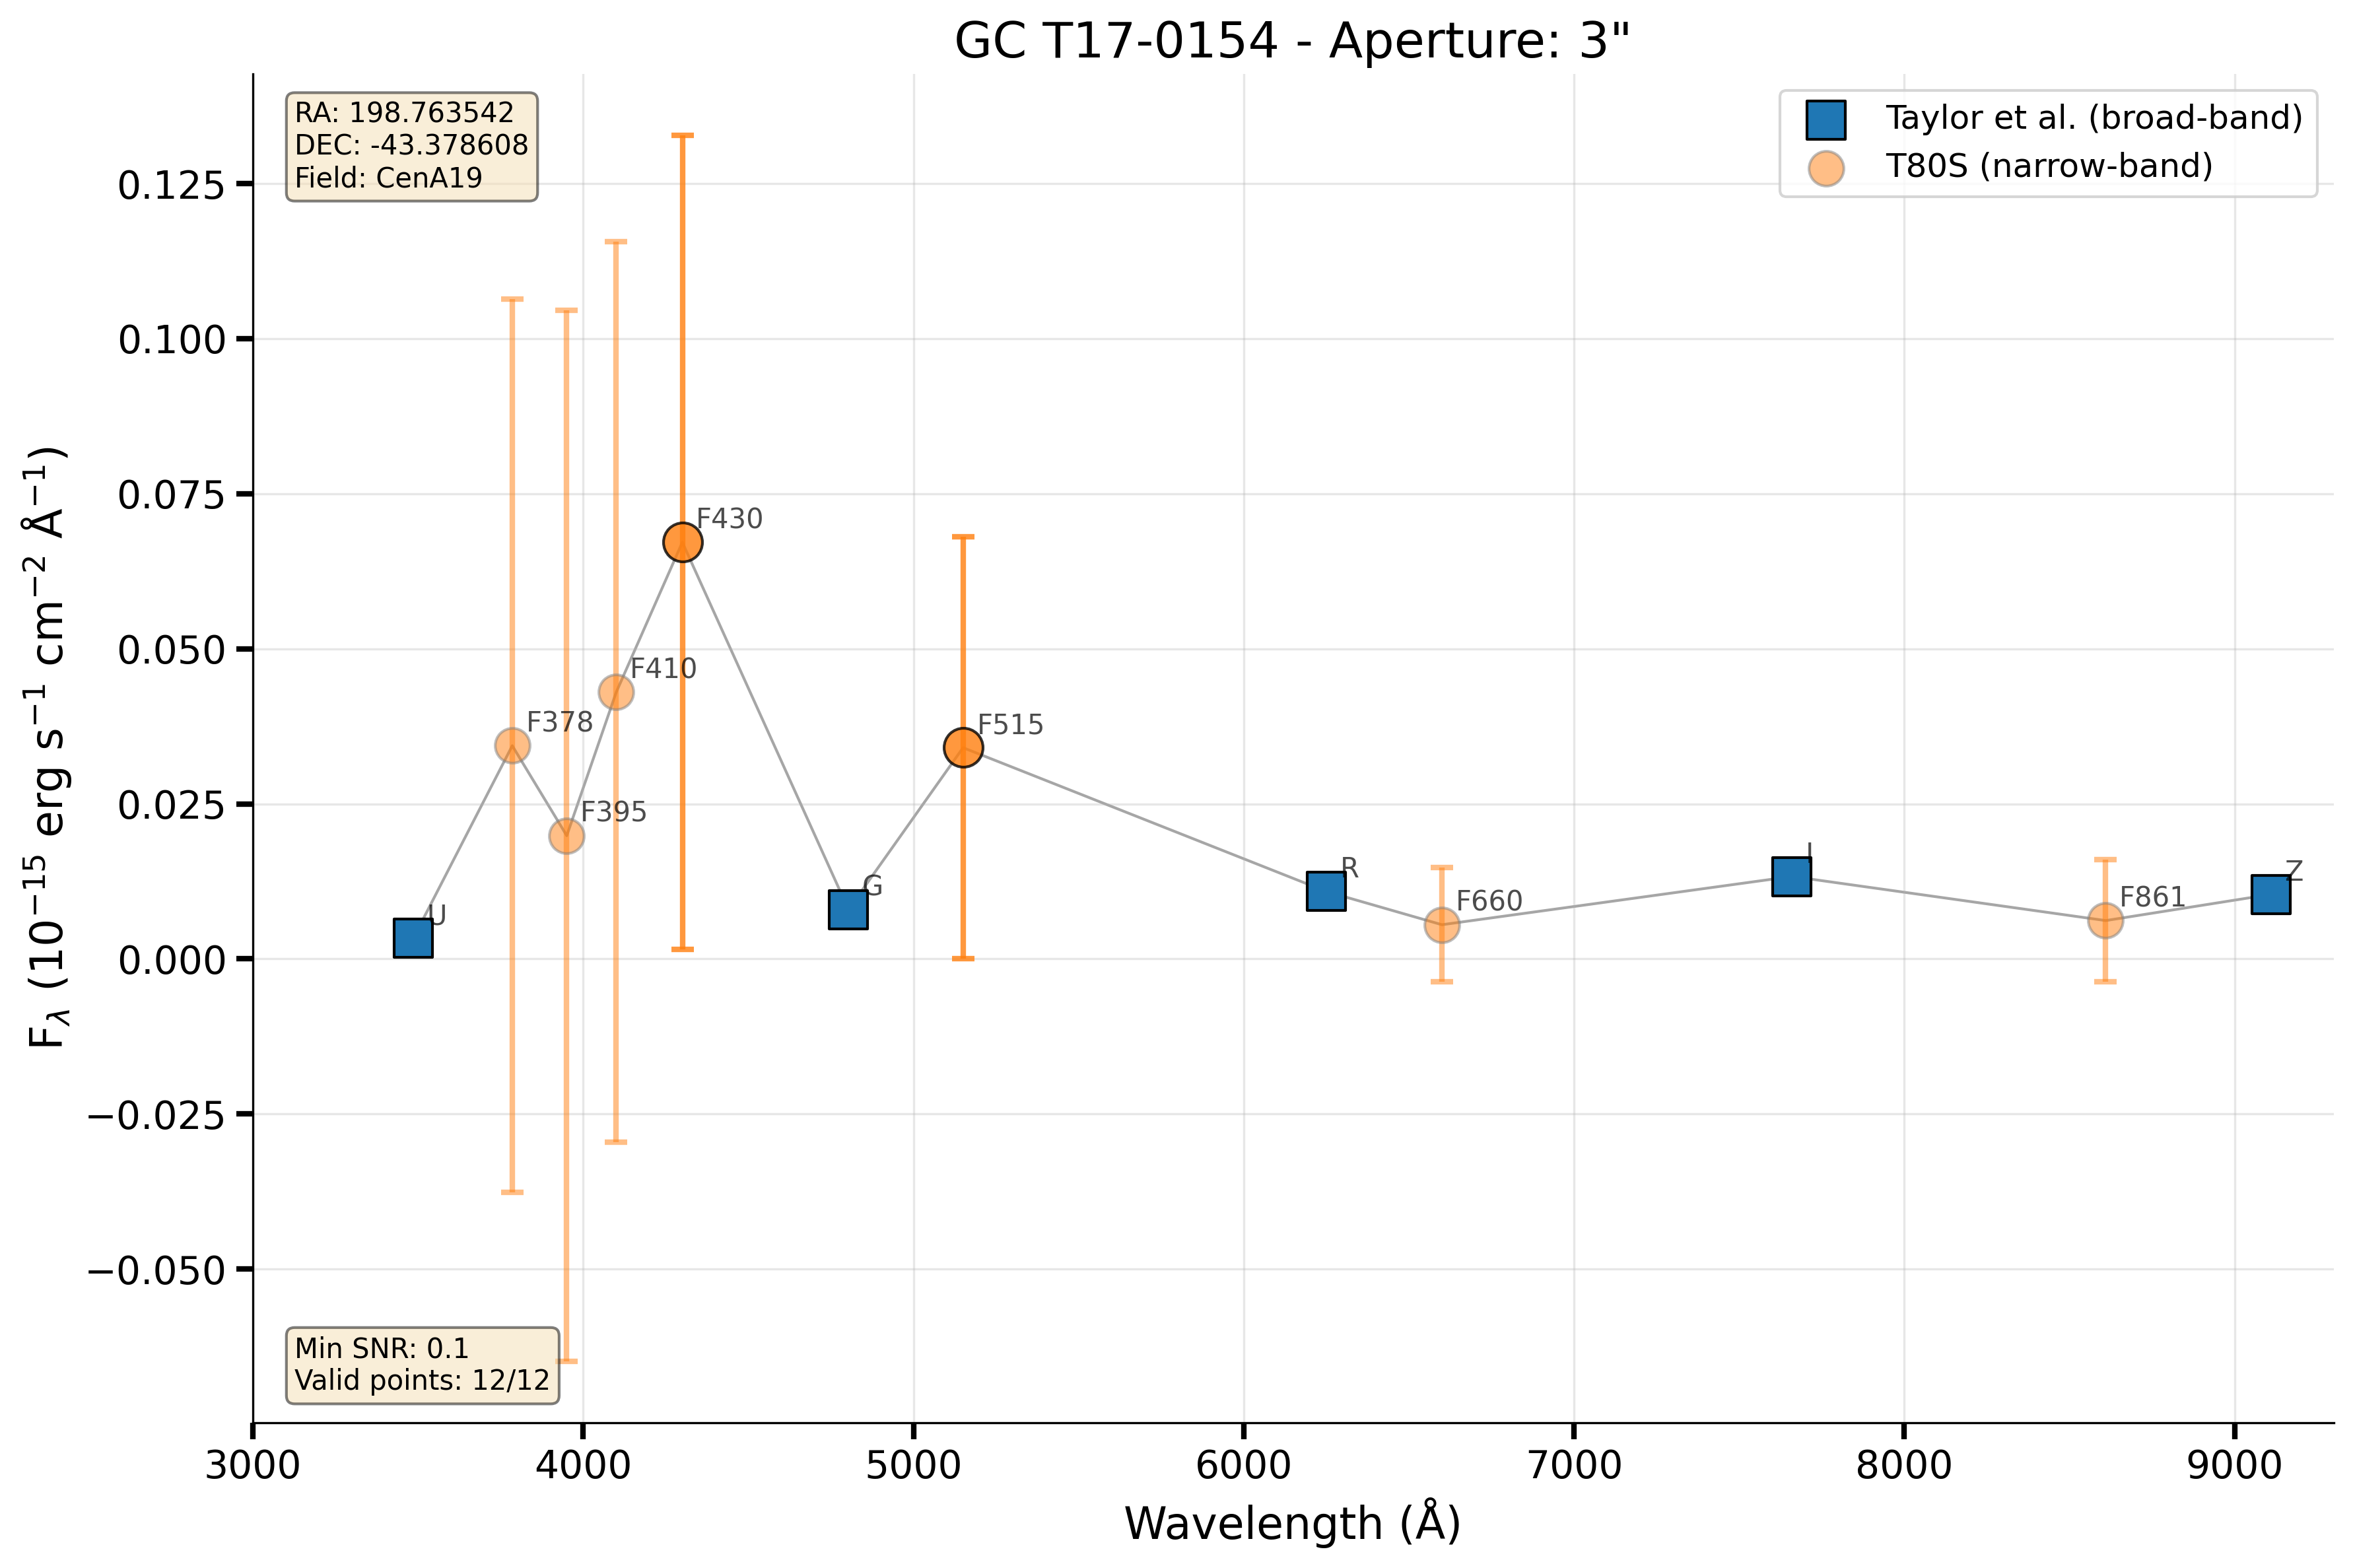 GC T17-0154 - Aperture: 3"
RA: 198.763542
DEC: -43.378608
Field: CenA19
Taylor et al. (broad-band)
T80S (narrow-band)
0.125
0.100
0.075
0.050
0.025
0.000
−0.025
−0.050
F_λ (10⁻¹⁵ erg s⁻¹ cm⁻² Å⁻¹)
U
F378
F395
F410
F430
G
F515
R
F660
I
F861
Z
Min SNR: 0.1
Valid points: 12/12
3000 4000 5000 6000 7000 8000 9000
Wavelength (Å)